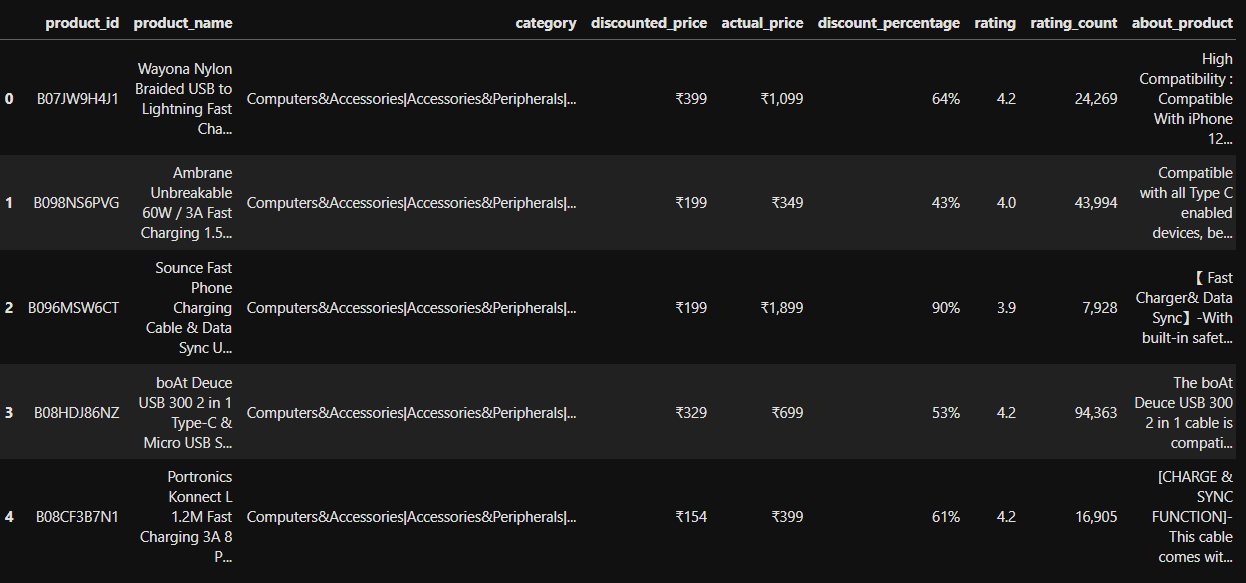 product_id product_name category discounted_price actual_price discount_percentage rating rating_count about_product
0 B07JW9H4J1 Wayona Nylon Braided USB to Lightning Fast Cha... Computers&Accessories|Accessories&Peripherals|... ₹399 ₹1,099 64% 4.2 24,269 High Compatibility : Compatible With iPhone 12...
1 B098NS6PVG Ambrane Unbreakable 60W / 3A Fast Charging 1.5... Computers&Accessories|Accessories&Peripherals|... ₹199 ₹349 43% 4.0 43,994 Compatible with all Type C enabled devices, be...
2 B096MSW6CT Sounce Fast Phone Charging Cable & Data Sync U... Computers&Accessories|Accessories&Peripherals|... ₹199 ₹1,899 90% 3.9 7,928 【 Fast Charger& Data Sync】-With built-in safet...
3 B08HDJ86NZ boAt Deuce USB 300 2 in 1 Type-C & Micro USB S... Computers&Accessories|Accessories&Peripherals|... ₹329 ₹699 53% 4.2 94,363 The boAt Deuce USB 300 2 in 1 cable is compati...
4 B08CF3B7N1 Portronics Konnect L 1.2M Fast Charging 3A 8 P... Computers&Accessories|Accessories&Peripherals|... ₹154 ₹399 61% 4.2 16,905 [CHARGE & SYNC FUNCTION]- This cable comes wit...